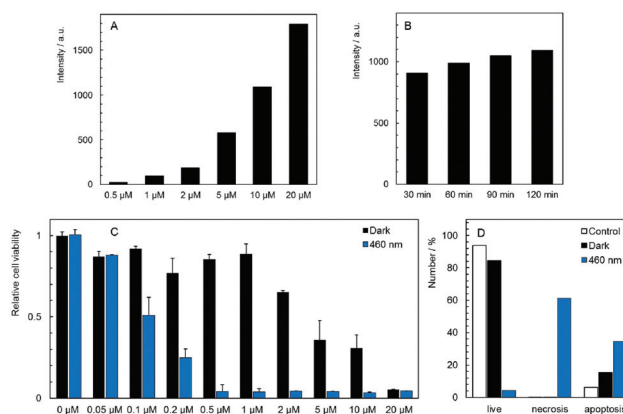 A
Intensity / a.u.
1500
1000
500
0
0.5 µM 1 µM 2 µM 5 µM 10 µM 20 µM
B
Intensity / a.u.
1500
1000
500
0
30 min 60 min 90 min 120 min
C
Dark
460 nm
Relative cell viability
1
0.5
0
0 µM 0.05 µM 0.1 µM 0.2 µM 0.5 µM 1 µM 2 µM 5 µM 10 µM 20 µM
D
Control
Dark
460 nm
Number / %
100
80
60
40
20
0
live necrosis apoptosis